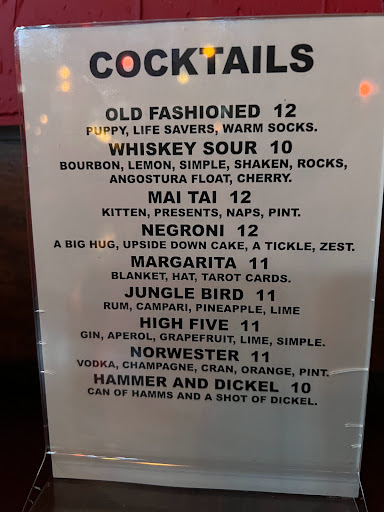 COCKTAILS
OLD FASHIONED 12
PUPPY, LIFE SAVERS, WARM SOCKS.
WHISKEY SOUR 10
BOURBON, LEMON, SIMPLE, SHAKEN, ROCKS,
ANGOSTURA FLOAT, CHERRY.
MAI TAI 12
KITTEN, PRESENTS, NAPS, PINT.
NEGRONI 12
A BIG HUG, UPSIDE DOWN CAKE, A TICKLE, ZEST.
MARGARITA 11
BLANKET, HAT, TAROT CARDS.
JUNGLE BIRD 11
RUM, CAMPARI, PINEAPPLE, LIME
HIGH FIVE 11
GIN, APEROL, GRAPEFRUIT, LIME, SIMPLE.
NORWESTER 11
VODKA, CHAMPAGNE, CRAN, ORANGE, PINT.
HAMMER AND DICKEL 10
CAN OF HAMMS AND A SHOT OF DICKEL.